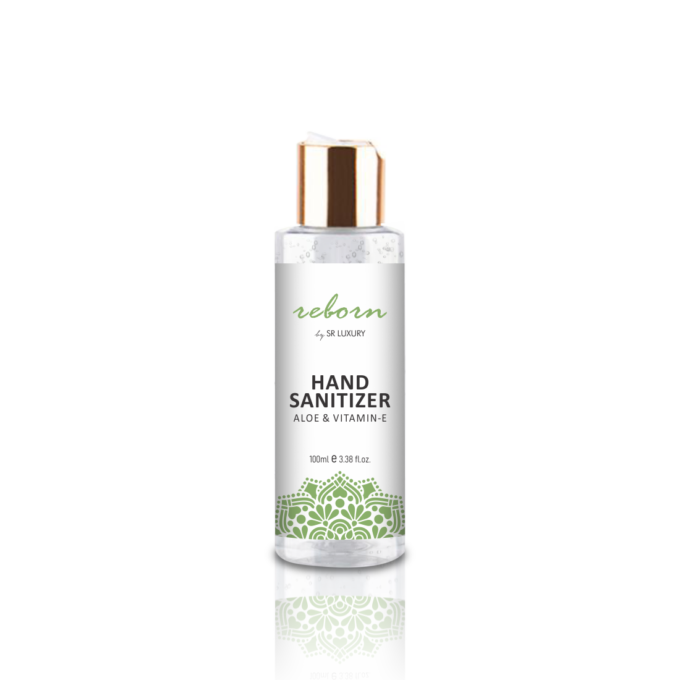 reborn
by SR LUXURY
HAND
SANITIZER
ALOE & VITAMIN-E
100ml e 3.38 fl.oz.